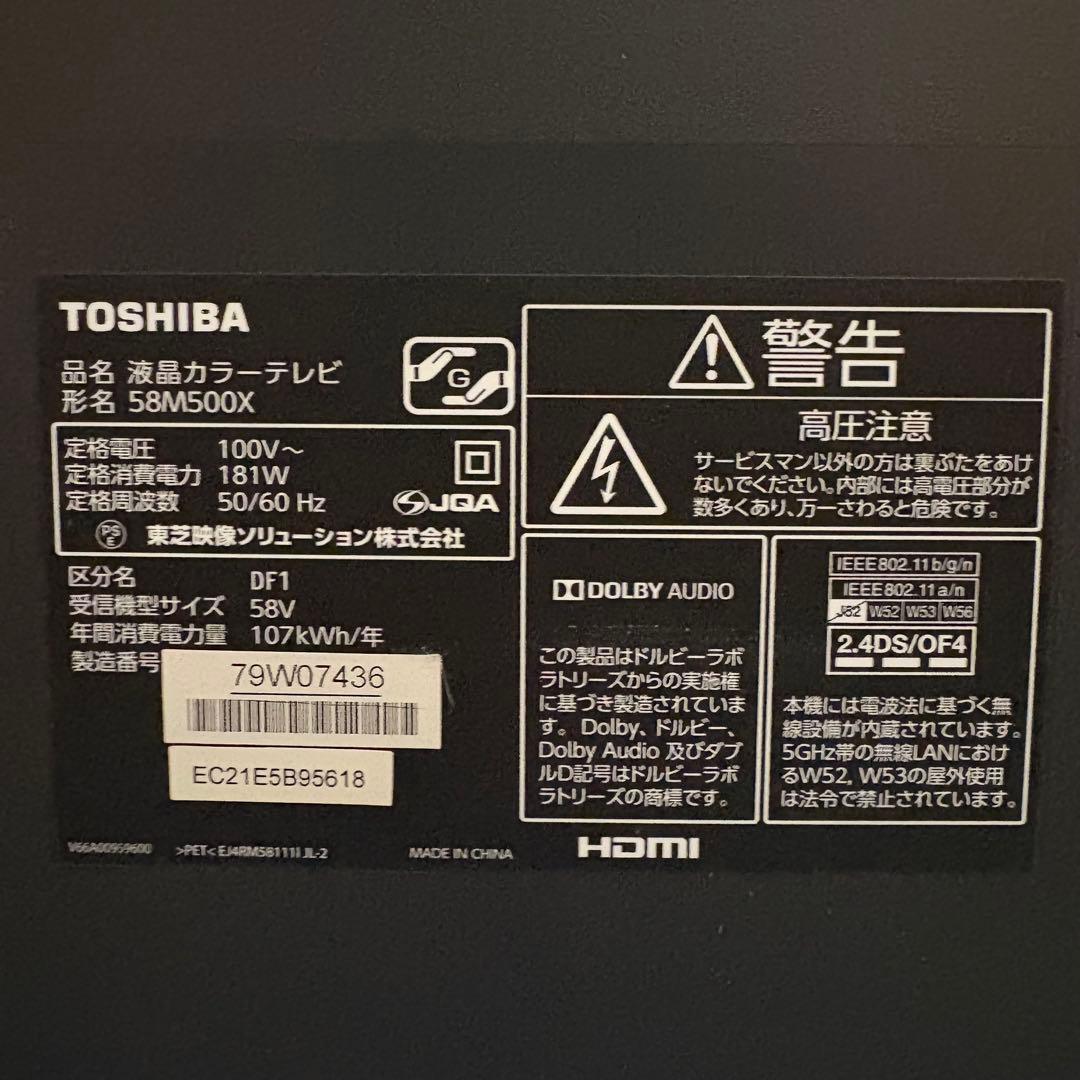 TOSHIBA
品名 液晶カラーテレビ
形名 58M500X
G
定格電圧 100V～
定格消費電力 181W
定格周波数 50/60 Hz
JQA
PS E 東芝映像ソリューション株式会社
区分名 DF1
受信機型サイズ 58V
年間消費電力量 107kWh/年
製造番号
79W07436
EC21E5B95618
V66A00959600 >PET< EJ4RM58111I JL-2 MADE IN CHINA
警告
高圧注意
サービスマン以外の方は裏ぶたをあけ
ないでください。内部には高電圧部分が
数多くあり、万一さわると危険です。
DOLBY AUDIO
この製品はドルビーラボ
ラトリーズからの実施権
に基づき製造されていま
す。Dolby、ドルビー、
Dolby Audio 及びダブ
ルD記号はドルビーラボ
ラトリーズの商標です。
IEEE802.11b/g/n
IEEE802.11a/n
J52 W52 W53 W56
2.4DS/OF4
本機には電波法に基づく無
線設備が内蔵されています。
5GHz帯の無線LANにおけ
るW52, W53の屋外使用
は法令で禁止されています。
HDMI